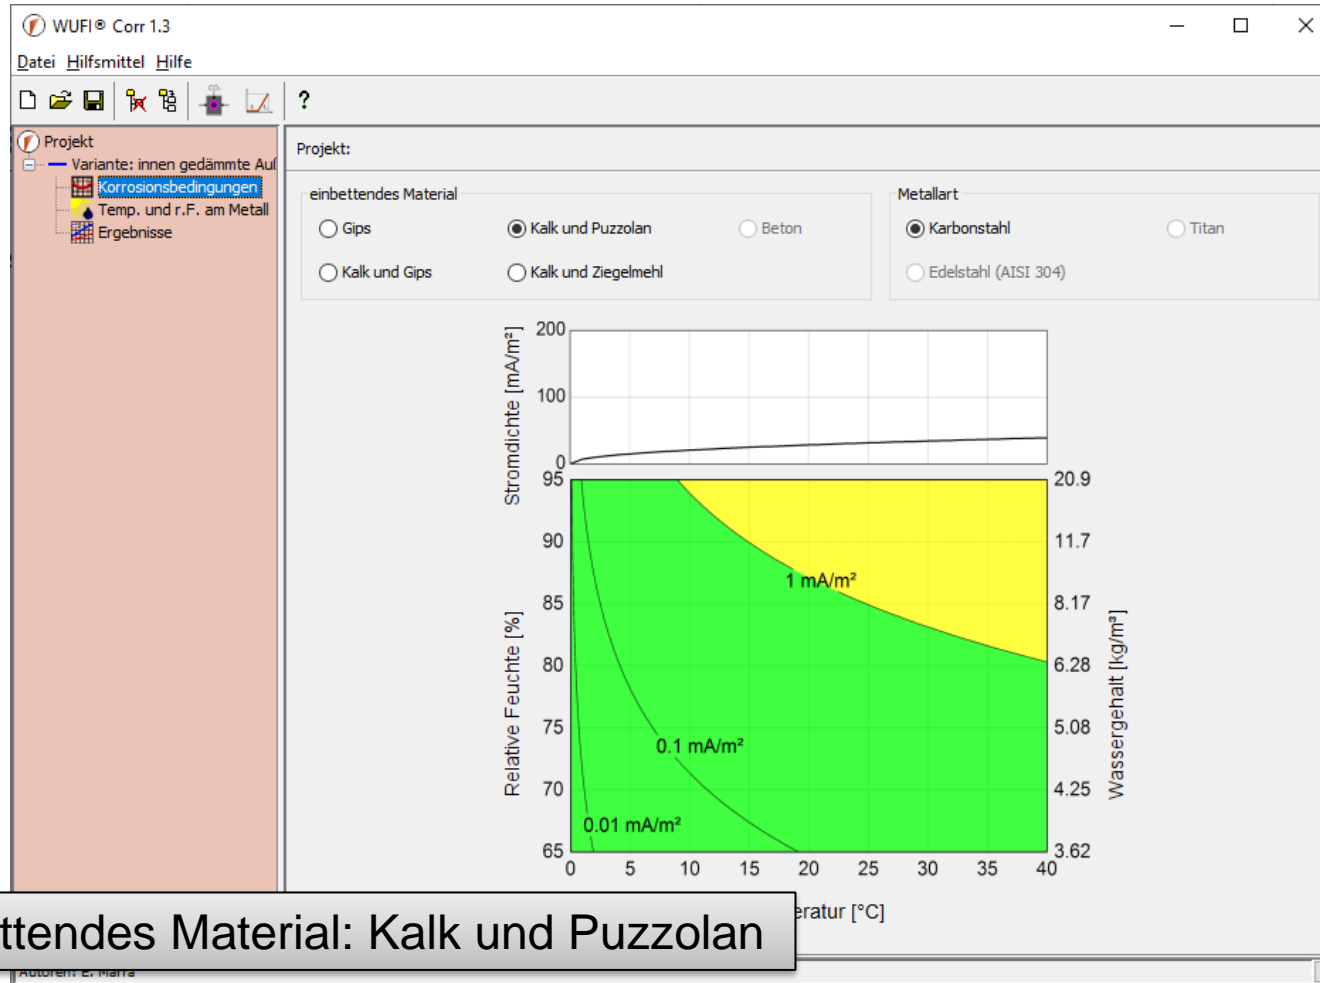 WUFI® Corr 1.3
Datei Hilfsmittel Hilfe
Projekt
Variante: innen gedämmte Auß
Korrosionsbedingungen
Temp. und r.F. am Metall
Ergebnisse
Projekt:
einbettendes Material
Gips
Kalk und Puzzolan
Beton
Kalk und Gips
Kalk und Ziegelmehl
Metallart
Karbonstahl
Titan
Edelstahl (AISI 304)
Stromdichte [mA/m²]
200
100
0
Relative Feuchte [%]
95
90
85
80
75
70
65
1 mA/m²
0.1 mA/m²
0.01 mA/m²
20.9
11.7
8.17
6.28
5.08
4.25
3.62
Wassergehalt [kg/m³]
0 5 10 15 20 25 30 35 40
eratur [°C]
ttendes Material: Kalk und Puzzolan
Autoren: E. Marra